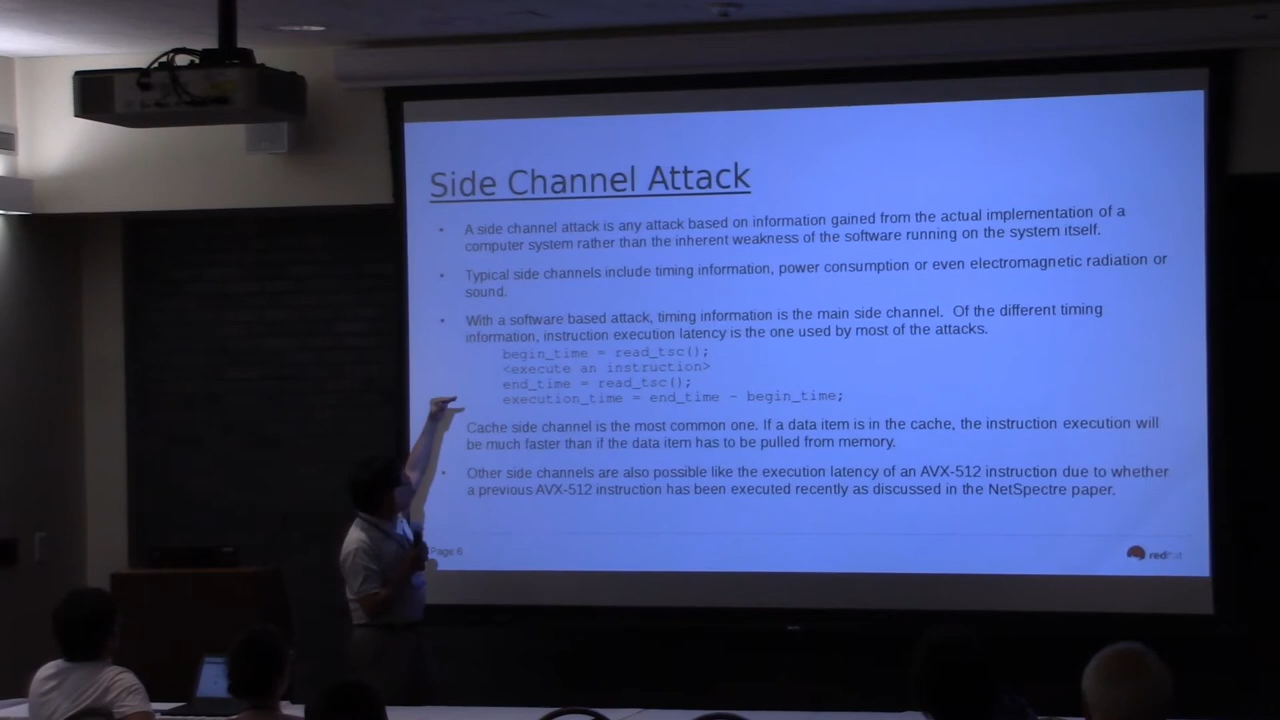 Side Channel Attack
• A side channel attack is any attack based on information gained from the actual implementation of a
computer system rather than the inherent weakness of the software running on the system itself.
• Typical side channels include timing information, power consumption or even electromagnetic radiation or
sound.
• With a software based attack, timing information is the main side channel. Of the different timing
information, instruction execution latency is the one used by most of the attacks.
begin_time = read_tsc();
<execute an instruction>
end_time = read_tsc();
execution_time = end_time - begin_time;
Cache side channel is the most common one. If a data item is in the cache, the instruction execution will
be much faster than if the data item has to be pulled from memory.
• Other side channels are also possible like the execution latency of an AVX-512 instruction due to whether
a previous AVX-512 instruction has been executed recently as discussed in the NetSpectre paper.
Page 6
redhat